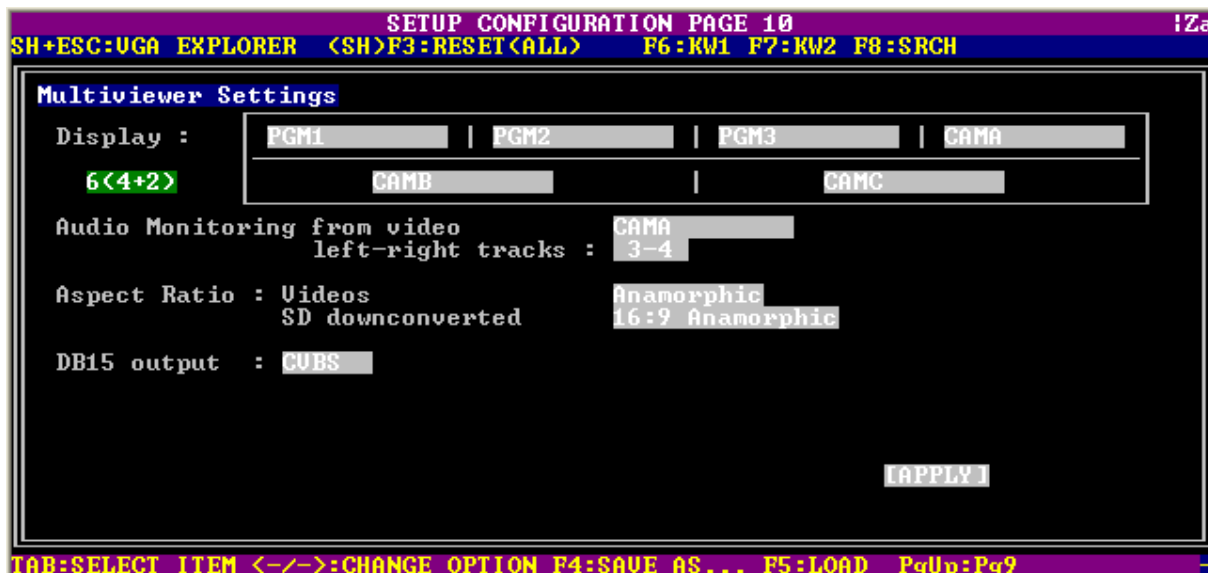 SETUP CONFIGURATION PAGE 10 |Za
SH+ESC:VGA EXPLORER <SH>F3:RESET<ALL> F6:KW1 F7:KW2 F8:SRCH
Multiviewer Settings
Display : PGM1 | PGM2 | PGM3 | CAMA
6<4+2> CAMB | CAMC
Audio Monitoring from video CAMA
left-right tracks : 3-4
Aspect Ratio : Videos Anamorphic
SD downconverted 16:9 Anamorphic
DB15 output : CVBS
[APPLY]
TAB:SELECT ITEM <-/->:CHANGE OPTION F4:SAVE AS... F5:LOAD PgUp:Pg9